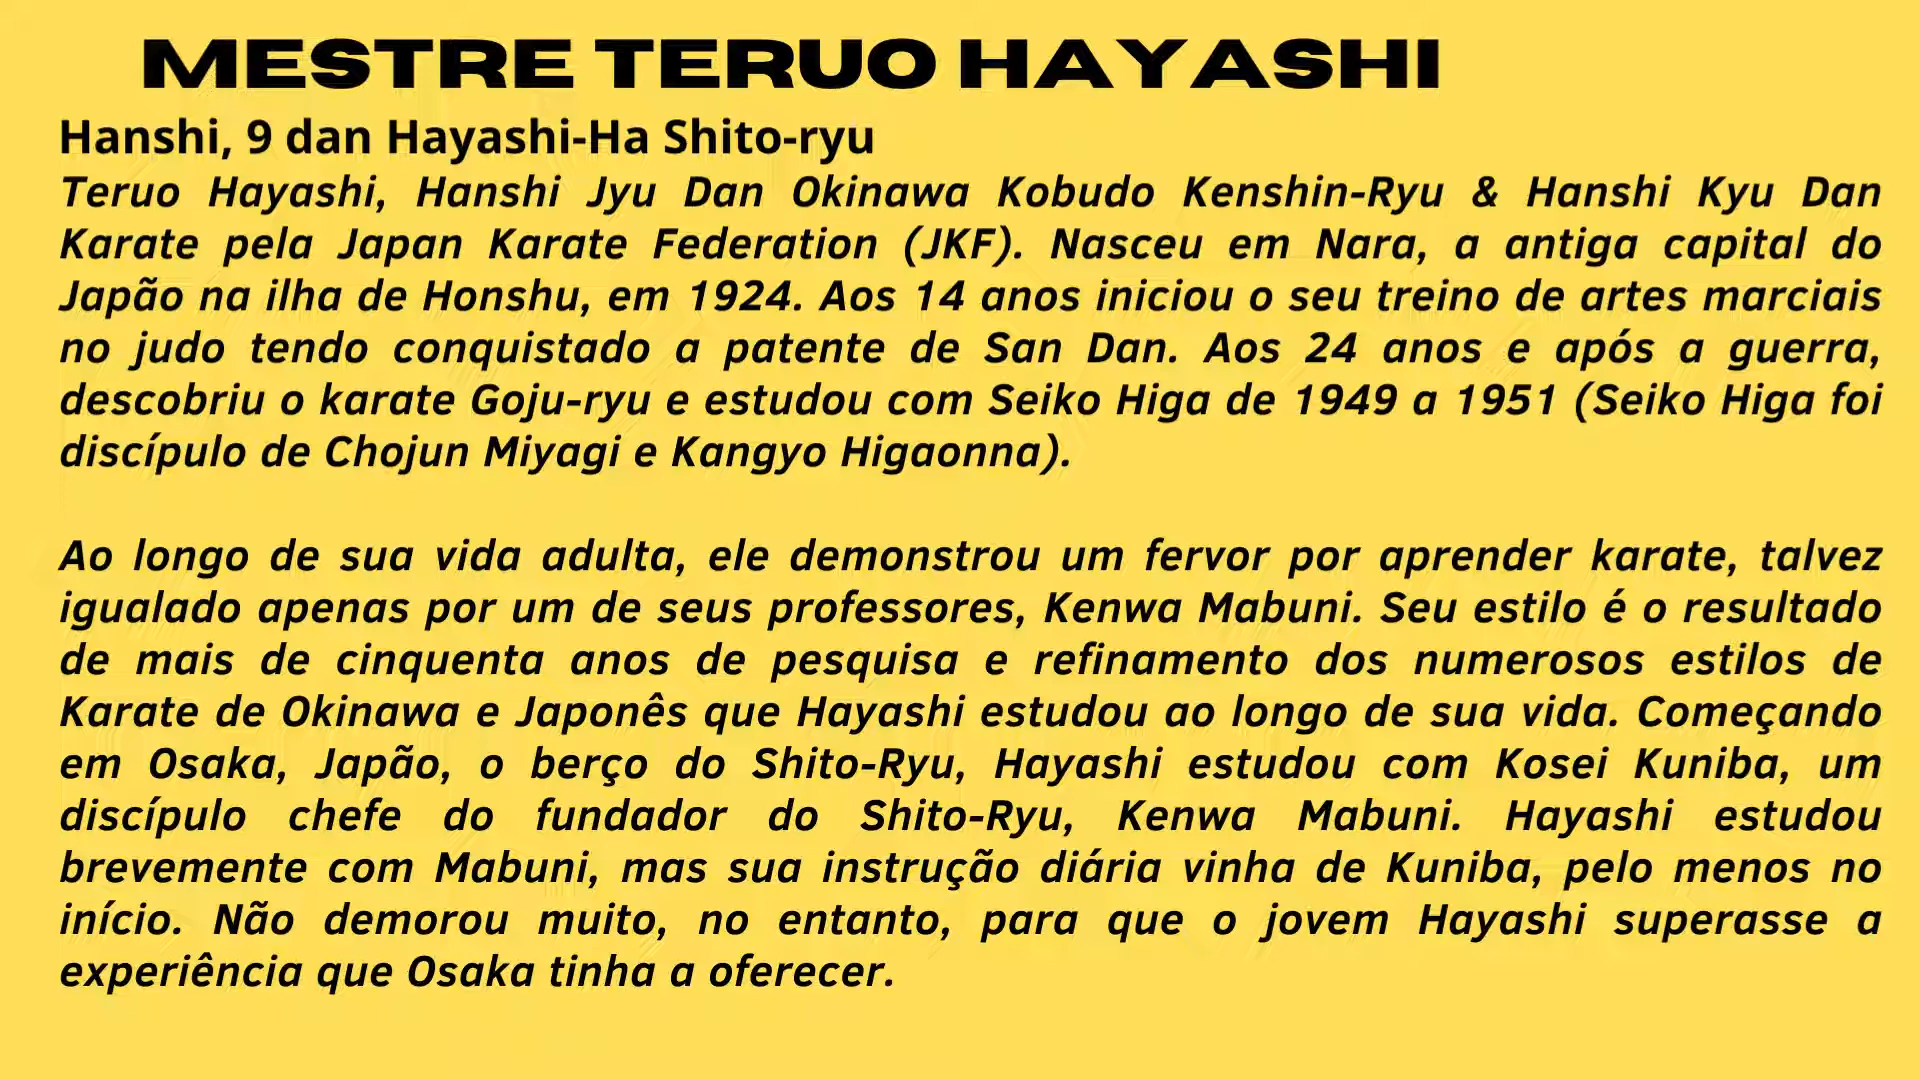 MESTRE TERUO HAYASHI
Hanshi, 9 dan Hayashi-Ha Shito-ryu
Teruo Hayashi, Hanshi Jyu Dan Okinawa Kobudo Kenshin-Ryu & Hanshi Kyu Dan
Karate pela Japan Karate Federation (JKF). Nasceu em Nara, a antiga capital do
Japão na ilha de Honshu, em 1924. Aos 14 anos iniciou o seu treino de artes marciais
no judo tendo conquistado a patente de San Dan. Aos 24 anos e após a guerra,
descobriu o karate Goju-ryu e estudou com Seiko Higa de 1949 a 1951 (Seiko Higa foi
discípulo de Chojun Miyagi e Kangyo Higaonna).
Ao longo de sua vida adulta, ele demonstrou um fervor por aprender karate, talvez
igualado apenas por um de seus professores, Kenwa Mabuni. Seu estilo é o resultado
de mais de cinquenta anos de pesquisa e refinamento dos numerosos estilos de
Karate de Okinawa e Japonês que Hayashi estudou ao longo de sua vida. Começando
em Osaka, Japão, o berço do Shito-Ryu, Hayashi estudou com Kosei Kuniba, um
discípulo chefe do fundador do Shito-Ryu, Kenwa Mabuni. Hayashi estudou
brevemente com Mabuni, mas sua instrução diária vinha de Kuniba, pelo menos no
início. Não demorou muito, no entanto, para que o jovem Hayashi superasse a
experiência que Osaka tinha a oferecer.